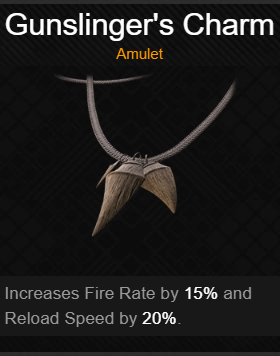 Gunslinger's Charm
Amulet
Increases Fire Rate by 15% and
Reload Speed by 20%.